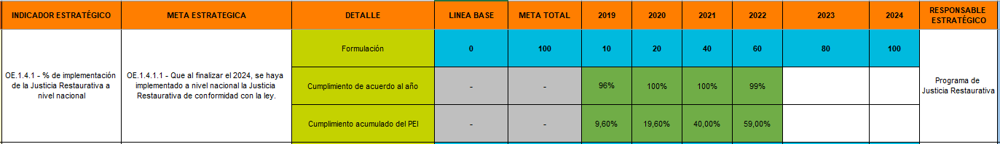 INDICADOR ESTRATÉGICO META ESTRATEGICA DETALLE LINEA BASE META TOTAL 2019 2020 2021 2022 2023 2024 RESPONSABLE ESTRATÉGICO
OE.1.4.1 - % de implementación
de la Justicia Restaurativa a
nivel nacional
OE.1.4.1.1 - Que al finalizar el 2024, se haya
implementado a nivel nacional la Justicia
Restaurativa de conformidad con la ley.
Formulación 0 100 10 20 40 60 80 100
Cumplimiento de acuerdo al año - - 96% 100% 100% 99%
Cumplimiento acumulado del PEI - - 9,60% 19,60% 40,00% 59,00%
Programa de
Justicia Restaurativa